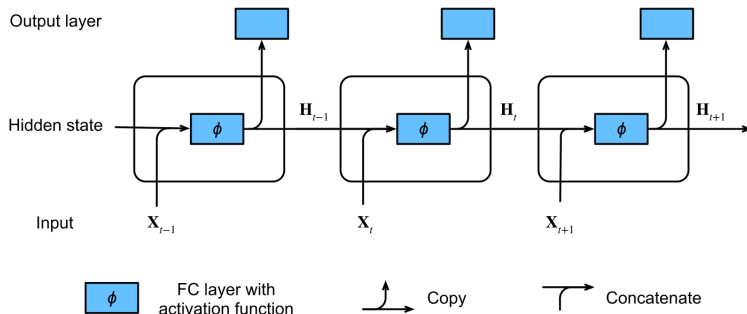 Output layer
Hidden state
ϕ
H_{t−1}
ϕ
H_t
ϕ
H_{t+1}
Input
X_{t−1}
X_t
X_{t+1}
ϕ
FC layer with
activation function
Copy
Concatenate